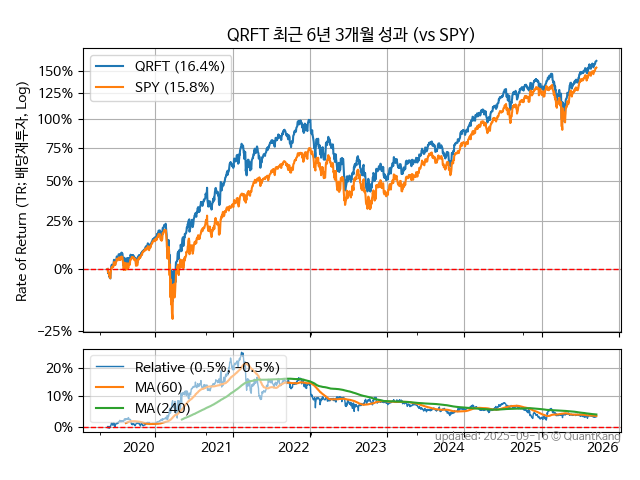 QRFT 최근 6년 3개월 성과 (vs SPY)
Rate of Return (TR: 배당재투자, Log)
QRFT (16.4%)
SPY (15.8%)
150%
125%
100%
75%
50%
25%
0%
−25%
Relative (0.5%, −0.5%)
MA(60)
MA(240)
20%
10%
0%
2020
2021
2022
2023
2024
2025
2026
updated: 2025-09-16 © QuantKang